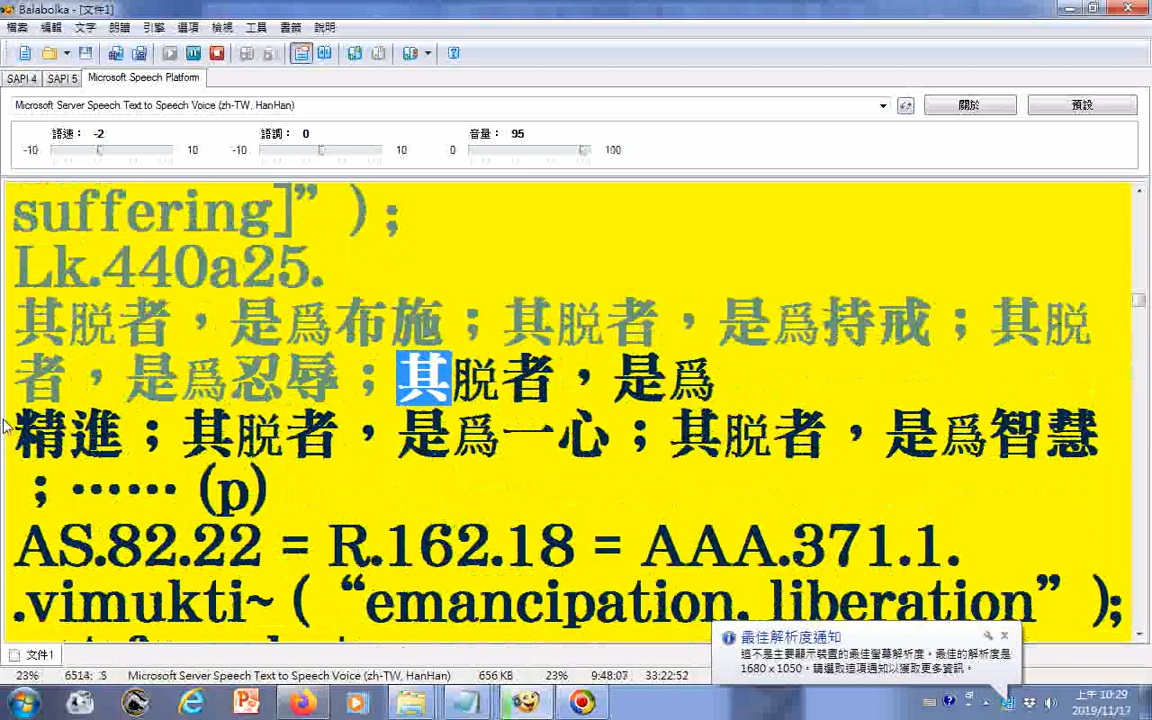 Balabolka - [文件1]
檔案 編輯 文字 朗讀 引擎 選項 檢視 工具 書籤 說明
SAPI 4 SAPI 5 Microsoft Speech Platform
Microsoft Server Speech Text to Speech Voice (zh-TW, HanHan) 關於 預設
語速： -2 語調： 0 音量： 95
-10 10 -10 10 0 100
suffering]”);
Lk.440a25.
其脱者，是爲布施；其脱者，是爲持戒；其脱
者，是爲忍辱；其脱者，是爲
精進；其脱者，是爲一心；其脱者，是爲智慧
；⋯⋯ (p)
AS.82.22 = R.162.18 = AAA.371.1.
.vimukti~ (“emancipation, liberation”);
最佳解析度通知
這不是主要顯示裝置的最佳螢幕解析度。最佳的解析度是
1680 x 1050。請選取這項通知以獲取更多資訊。
文件1
23% Microsoft Server Speech Text to Speech Voice (zh-TW, HanHan) 656 KB 23% 9:48:07 33:22:52
上午 10:29
2019/11/17